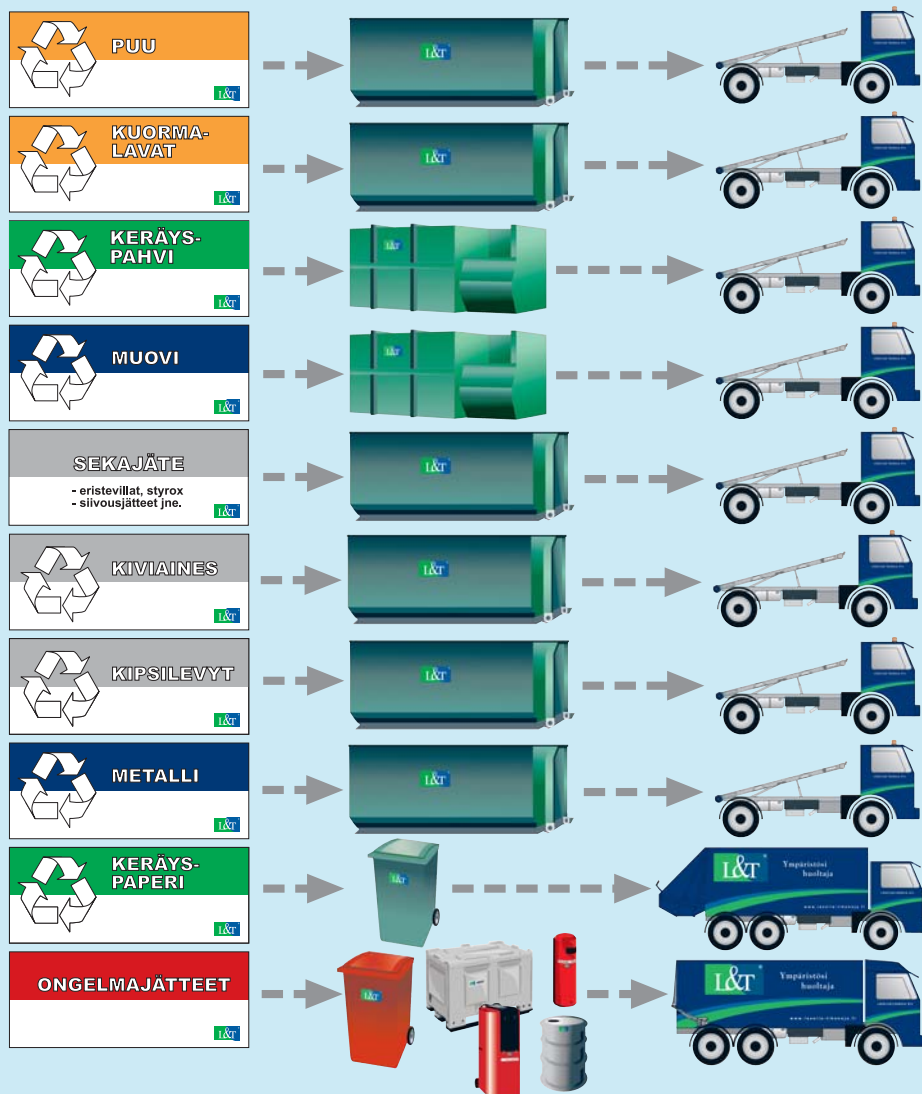 PUU
L&T
L&T
KUORMA-
LAVAT
L&T
L&T
KERÄYS-
PAHVI
L&T
L&T
MUOVI
L&T
L&T
SEKAJÄTE
- eristevillat, styrox
- siivousjätteet jne.
L&T
L&T
KIVIAINES
L&T
L&T
KIPSILEVYT
L&T
L&T
METALLI
L&T
L&T
KERÄYS-
PAPERI
L&T
L&T
L&T
Ympäristösi
huoltaja
ONGELMAJÄTTEET
L&T
L&T
L&T
Ympäristösi
huoltaja